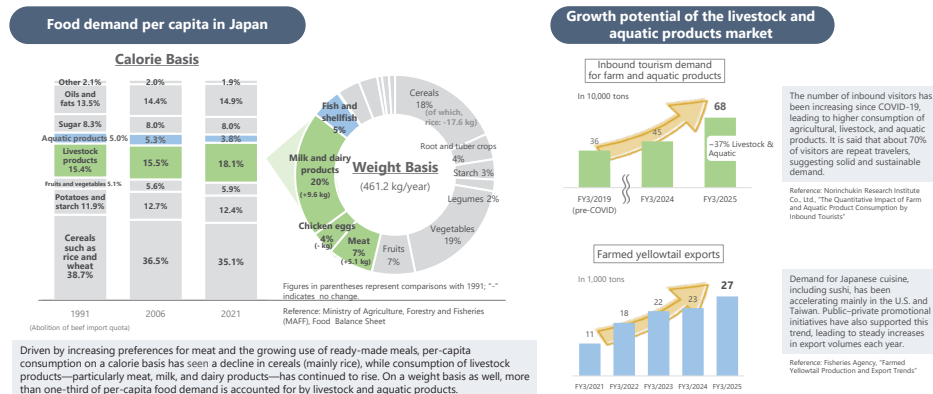 Food demand per capita in Japan
Calorie Basis
Other 2.1%
2.0%
1.9%
Oils and
fats 13.5%
14.4%
14.9%
Sugar 8.3%
8.0%
8.0%
Aquatic products 5.0%
5.3%
3.8%
Livestock
products
15.4%
15.5%
18.1%
Fruits and vegetables 5.1%
5.6%
5.9%
Potatoes and
starch 11.9%
12.7%
12.4%
Cereals
such as
rice and
wheat
38.7%
36.5%
35.1%
1991
2006
2021
(Abolition of beef import quota)
Weight Basis
(461.2 kg/year)
Cereals
18%
(of which,
rice: -17.6 kg)
Root and tuber crops
4%
Starch 3%
Legumes 2%
Vegetables
19%
Fruits
7%
Meat
7%
(+5.1 kg)
Chicken eggs
4%
(- kg)
Milk and dairy
products
20%
(+9.6 kg)
Fish and
shellfish
5%
Figures in parentheses represent comparisons with 1991; "-"
indicates no change.
Reference: Ministry of Agriculture, Forestry and Fisheries
(MAFF), Food Balance Sheet
Driven by increasing preferences for meat and the growing use of ready-made meals, per-capita
consumption on a calorie basis has seen a decline in cereals (mainly rice), while consumption of livestock
products—particularly meat, milk, and dairy products—has continued to rise. On a weight basis as well, more
than one-third of per-capita food demand is accounted for by livestock and aquatic products.
Growth potential of the livestock and
aquatic products market
Inbound tourism demand
for farm and aquatic products
In 10,000 tons
36
45
68
~37% Livestock &
Aquatic
FY3/2019
(pre-COVID)
FY3/2024
FY3/2025
The number of inbound visitors has
been increasing since COVID-19,
leading to higher consumption of
agricultural, livestock, and aquatic
products. It is said that about 70%
of visitors are repeat travelers,
suggesting solid and sustainable
demand.
Reference: Norinchukin Research Institute
Co., Ltd., "The Quantitative Impact of Farm
and Aquatic Product Consumption by
Inbound Tourists"
Farmed yellowtail exports
In 1,000 tons
11
18
22
23
27
FY3/2021
FY3/2022
FY3/2023
FY3/2024
FY3/2025
Demand for Japanese cuisine,
including sushi, has been
accelerating mainly in the U.S. and
Taiwan. Public–private promotional
initiatives have also supported this
trend, leading to steady increases
in export volumes each year.
Reference: Fisheries Agency, "Farmed
Yellowtail Production and Export Trends"